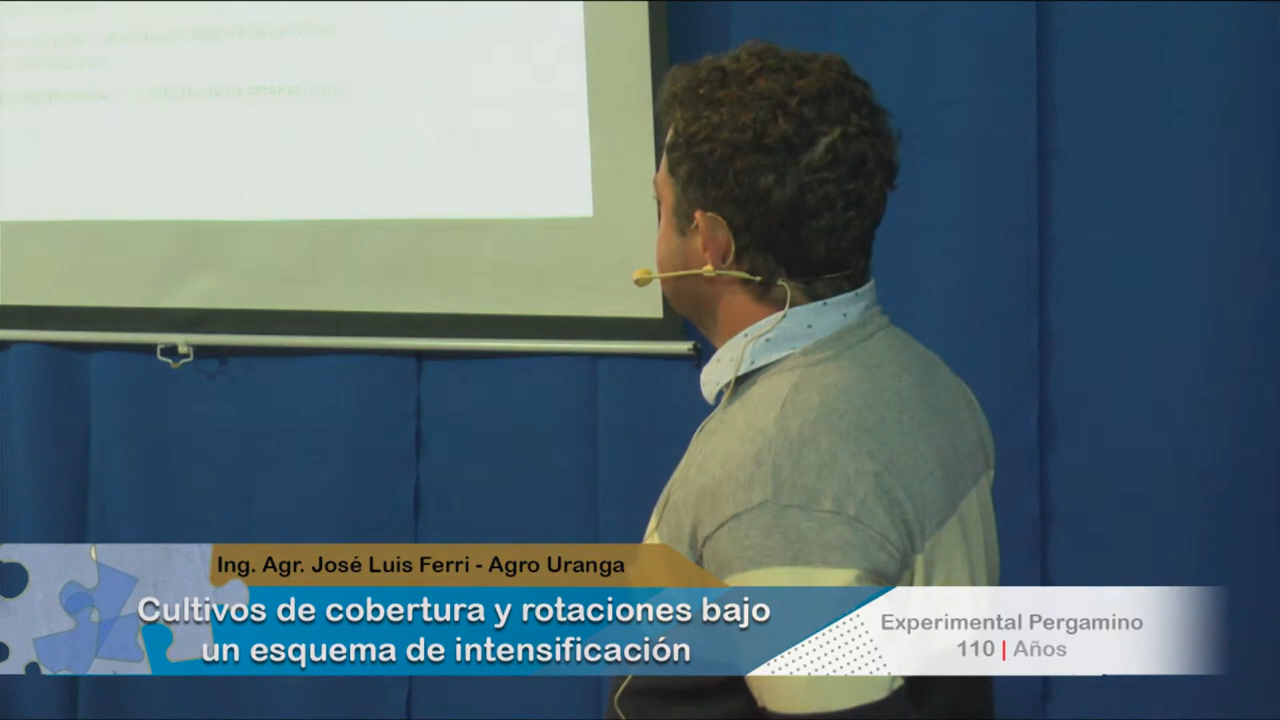 Ing. Agr. José Luis Ferri - Agro Uranga
Cultivos de cobertura y rotaciones bajo
un esquema de intensificación
Experimental Pergamino
110 | Años